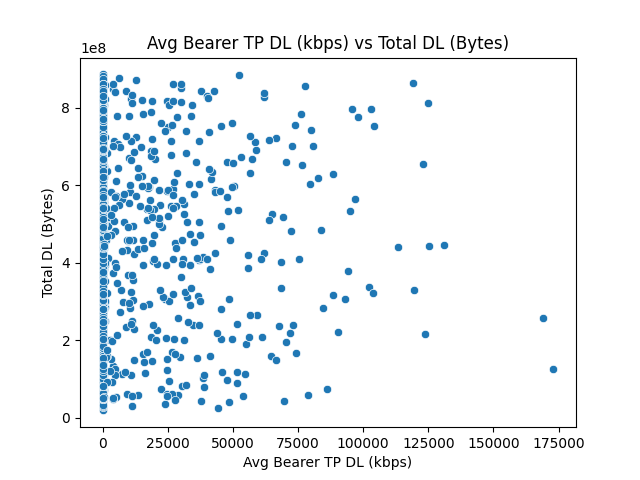 Avg Bearer TP DL (kbps) vs Total DL (Bytes)
1e8
8
6
4
2
0
Total DL (Bytes)
0 25000 50000 75000 100000 125000 150000 175000
Avg Bearer TP DL (kbps)